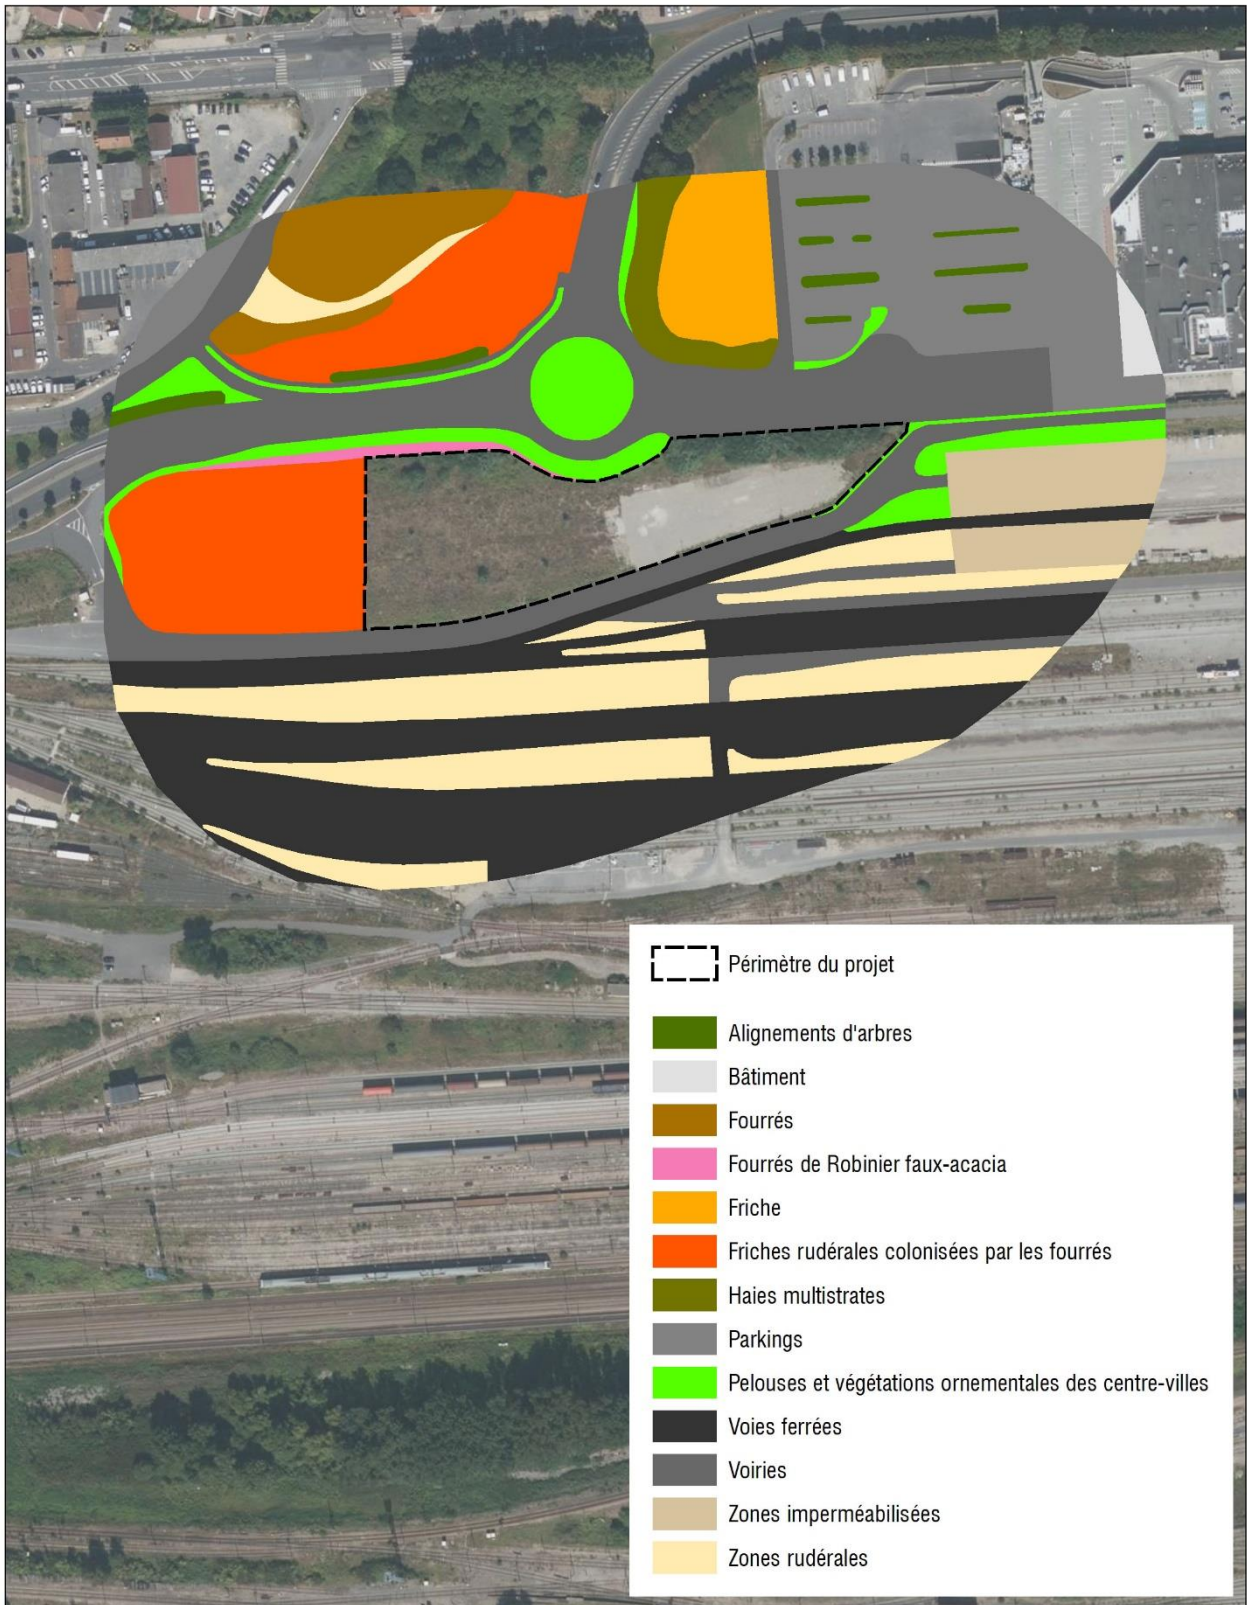 Périmètre du projet
Alignements d'arbres
Bâtiment
Fourrés
Fourrés de Robinier faux-acacia
Friche
Friches rudérales colonisées par les fourrés
Haies multistrates
Parkings
Pelouses et végétations ornementales des centre-villes
Voies ferrées
Voiries
Zones imperméabilisées
Zones rudérales